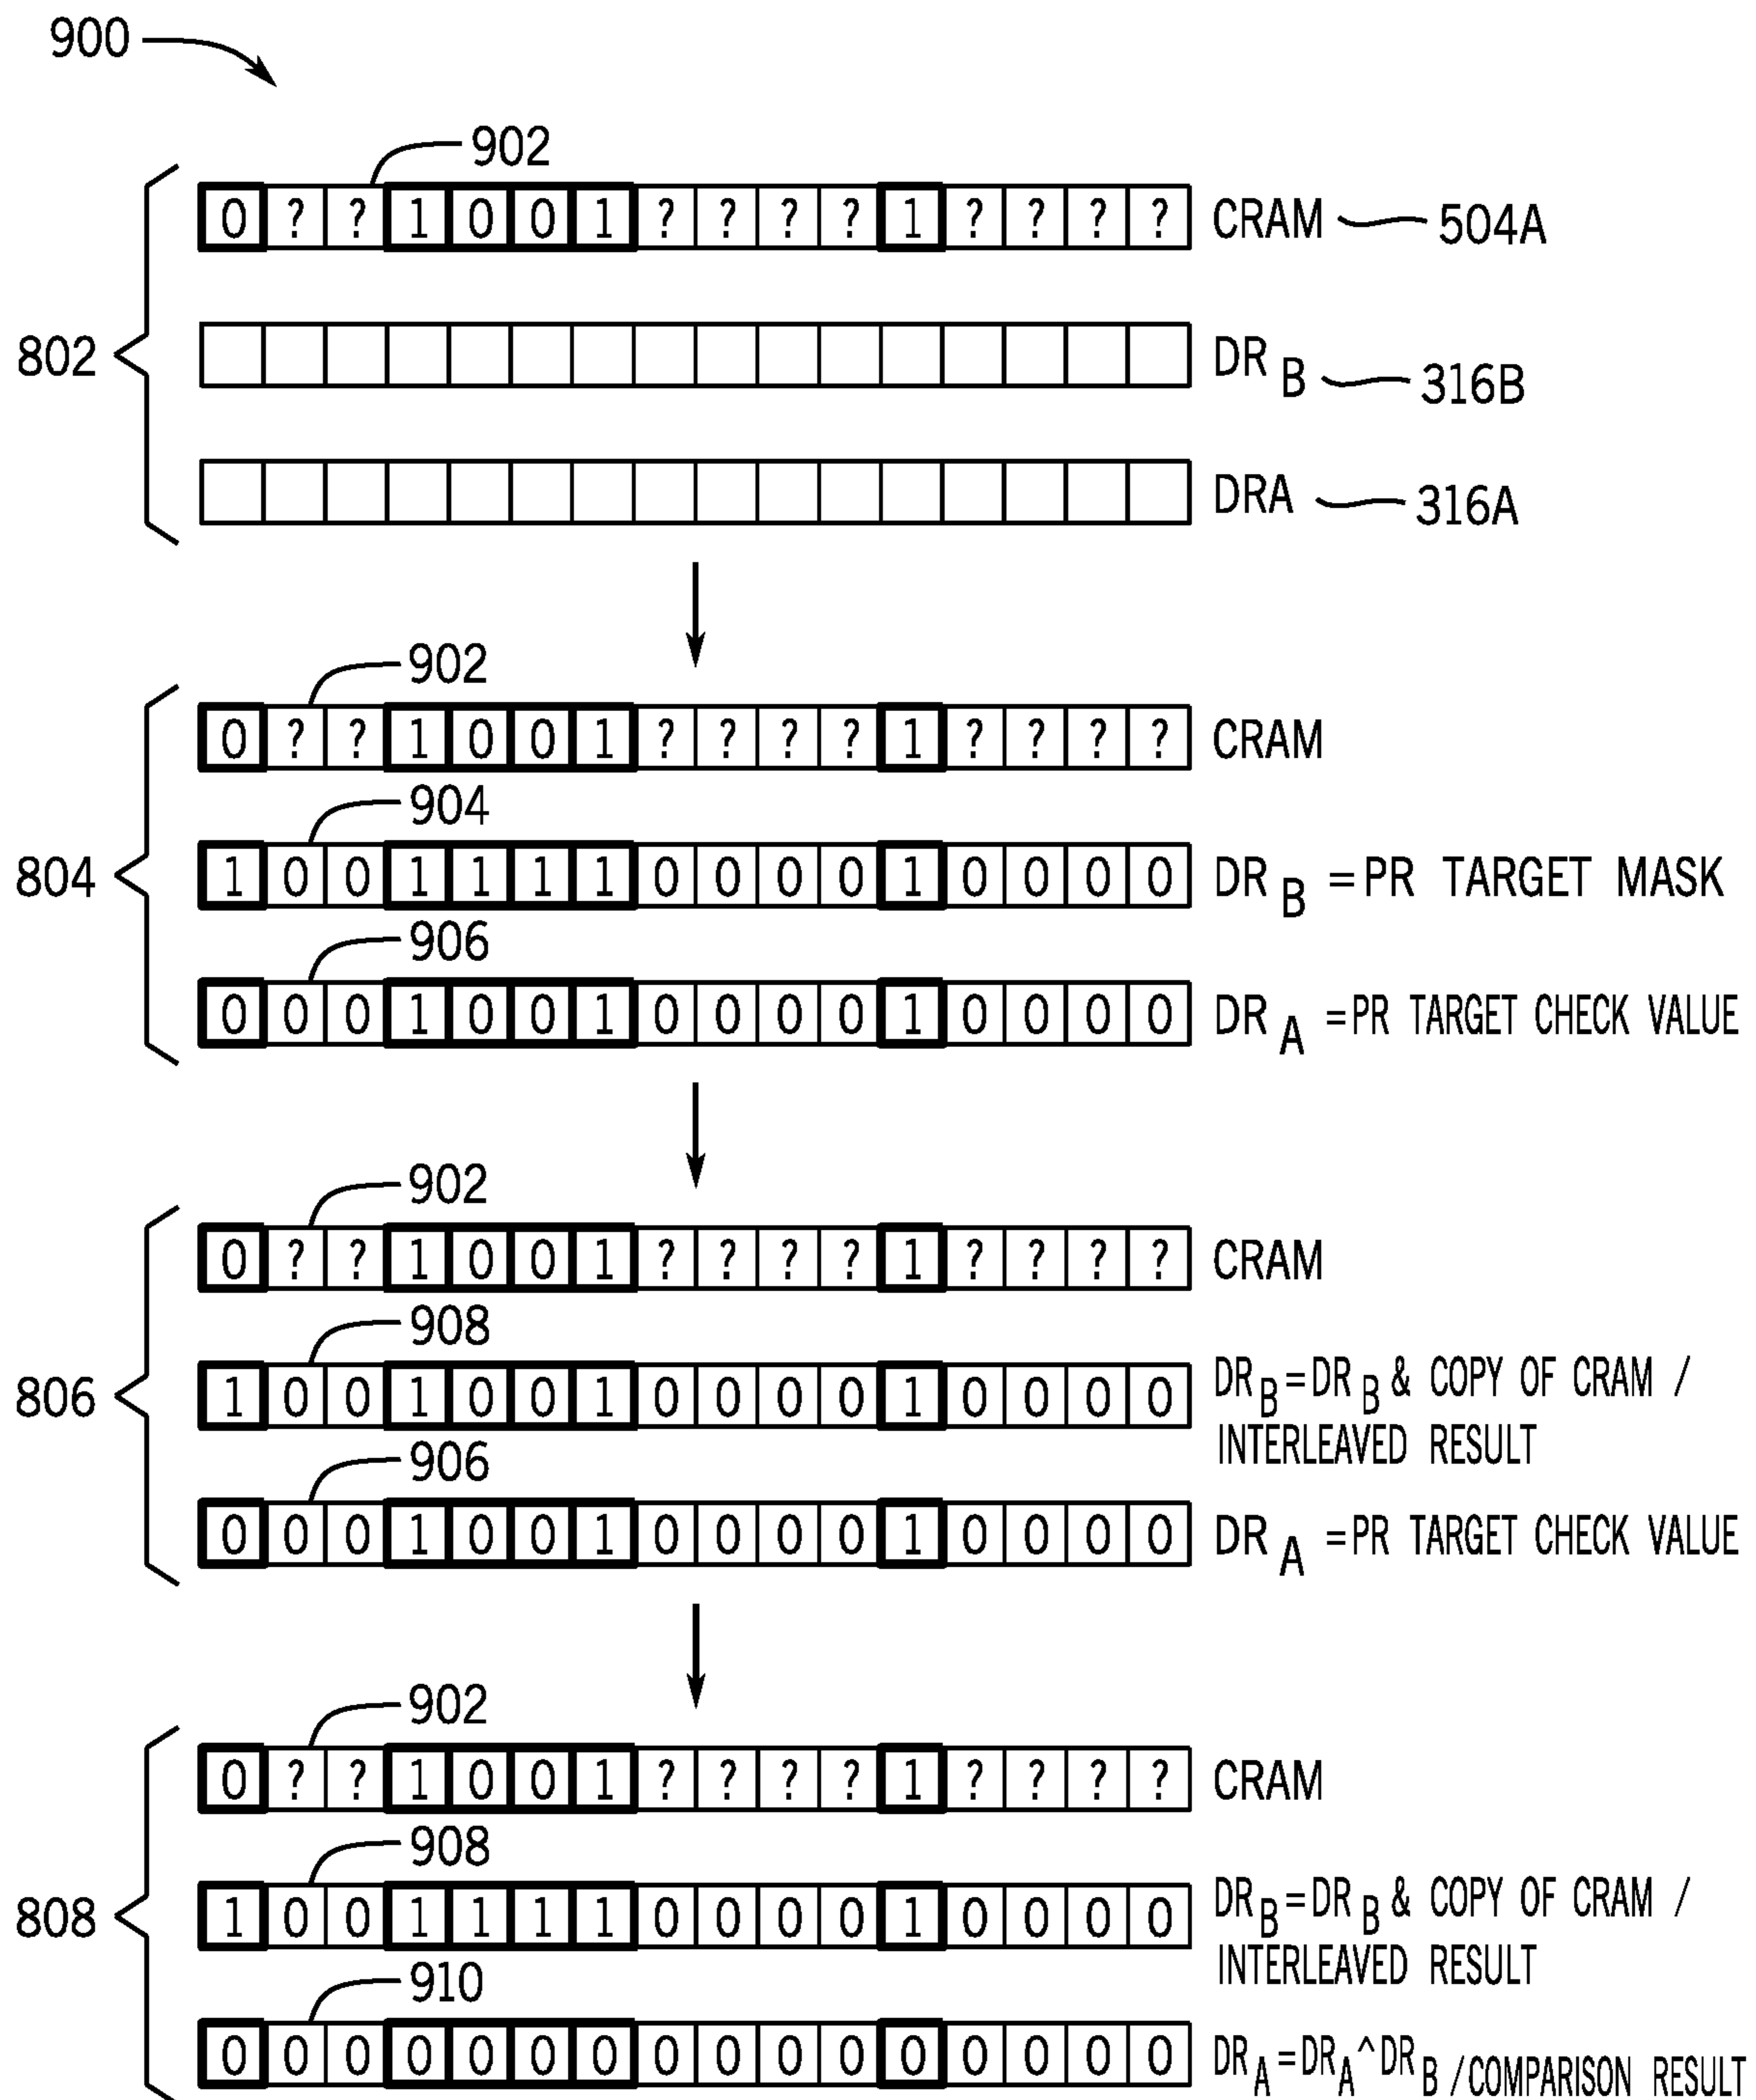 900
902
0 ? ? 1 0 0 1 ? ? ? ? 1 ? ? ? ? CRAM 504A
802
DR B 316B
DRA 316A
902
0 ? ? 1 0 0 1 ? ? ? ? 1 ? ? ? ? CRAM
904
804
1 0 0 1 1 1 1 0 0 0 0 1 0 0 0 0 DR B = PR TARGET MASK
906
0 0 0 1 0 0 1 0 0 0 0 1 0 0 0 0 DR A = PR TARGET CHECK VALUE
902
0 ? ? 1 0 0 1 ? ? ? ? 1 ? ? ? ? CRAM
908
806
1 0 0 1 0 0 1 0 0 0 0 1 0 0 0 0 DR B = DR B & COPY OF CRAM /
INTERLEAVED RESULT
906
0 0 0 1 0 0 1 0 0 0 0 1 0 0 0 0 DR A = PR TARGET CHECK VALUE
902
0 ? ? 1 0 0 1 ? ? ? ? 1 ? ? ? ? CRAM
908
808
1 0 0 1 1 1 1 0 0 0 0 1 0 0 0 0 DR B = DR B & COPY OF CRAM /
INTERLEAVED RESULT
910
0 0 0 0 0 0 0 0 0 0 0 0 0 0 0 0 DR A = DR A ^ DR B / COMPARISON RESULT